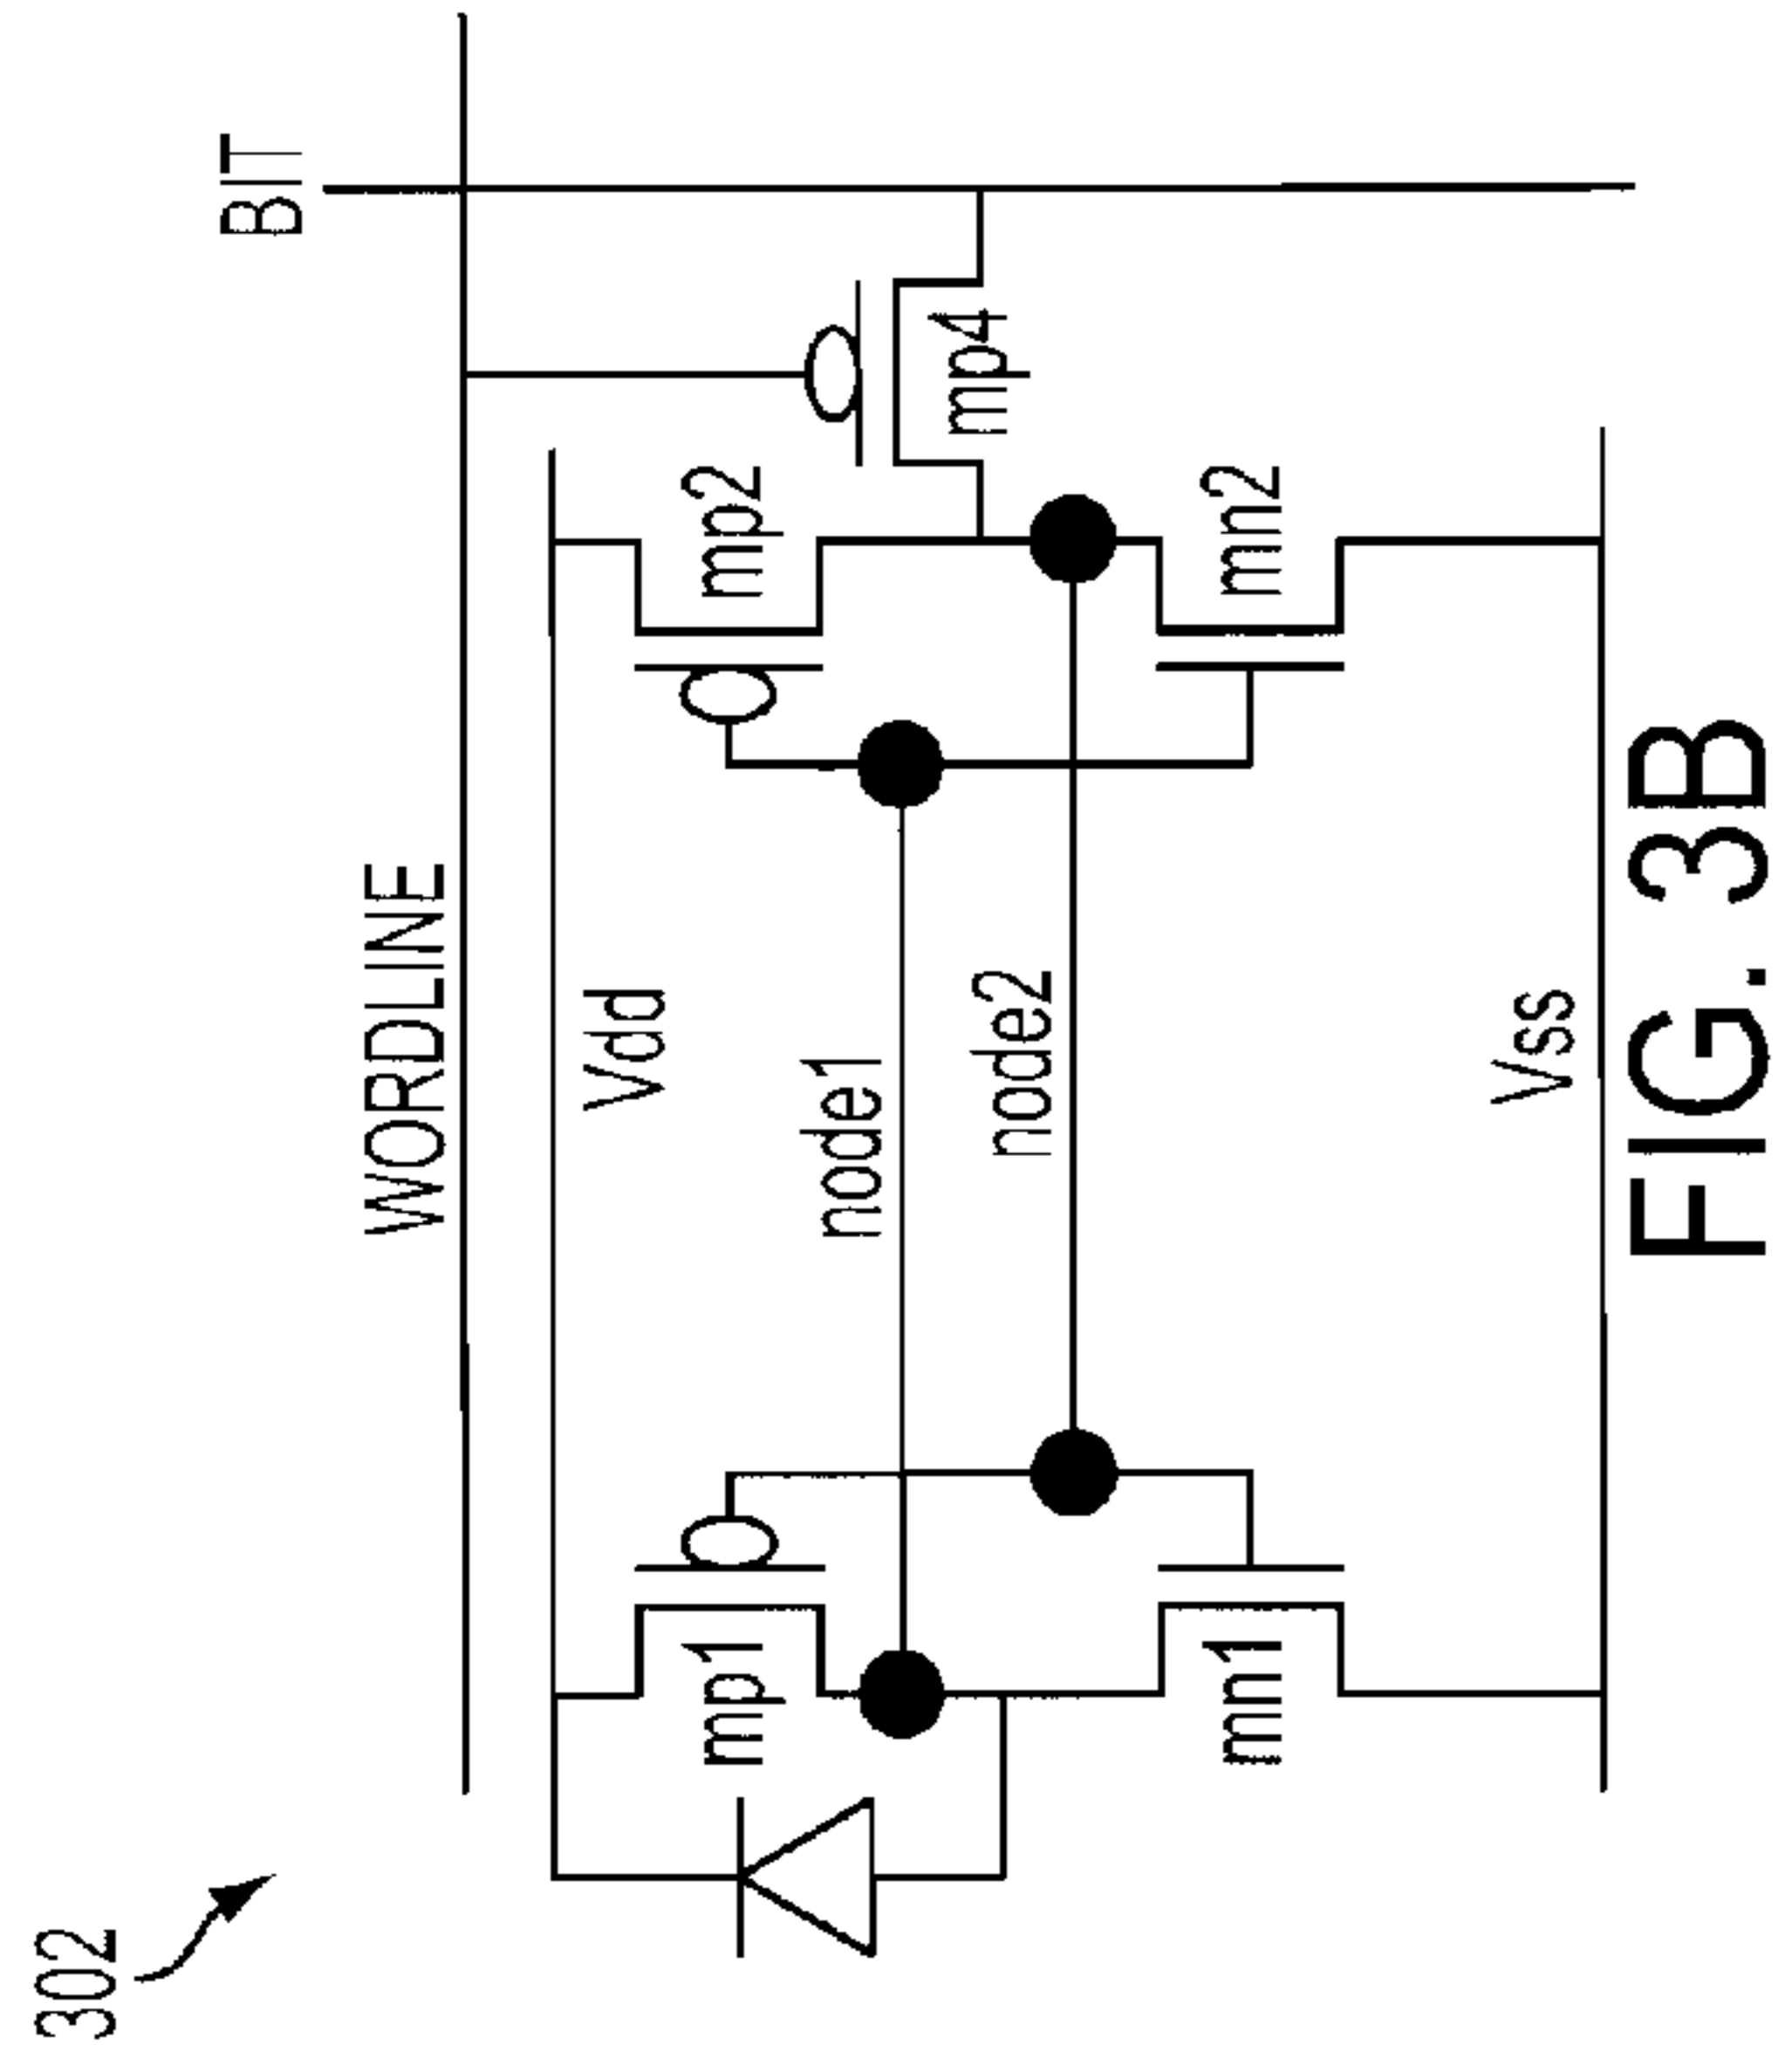 302
WORDLINE
BIT
Vdd
mp1
mp2
node1
mp4
node2
mn1
mn2
Vss
FIG. 3B